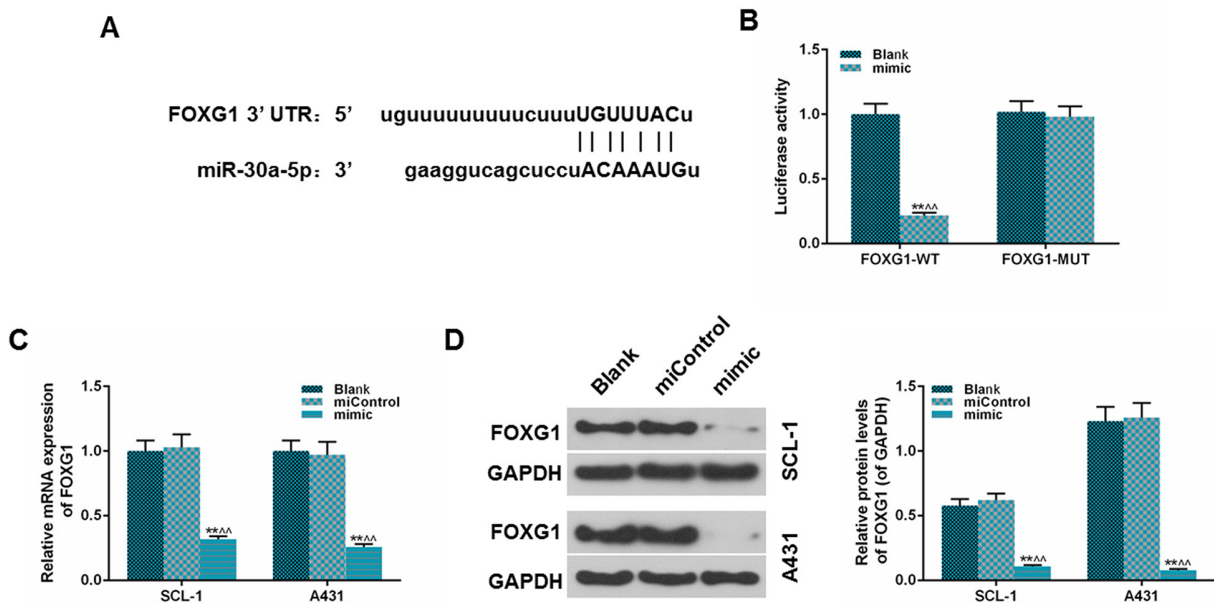 A
FOXG1 3’ UTR: 5’ uguuuuuuuuuucuuuUGUUUACu
miR-30a-5p: 3’ gaaggucagcuccuACAAAUGu
B
Blank
mimic
Luciferase activity
1.5
1.0
0.5
0.0
**^^
FOXG1-WT FOXG1-MUT
C
Blank
miControl
mimic
Relative mRNA expression
of FOXG1
1.5
1.0
0.5
0.0
**^^ **^^
SCL-1 A431
D
Blank miControl mimic
FOXG1
GAPDH
SCL-1
FOXG1
GAPDH
A431
Blank
miControl
mimic
Relative protein levels
of FOXG1 (of GAPDH)
1.5
1.0
0.5
0.0
**^^ **^^
SCL-1 A431